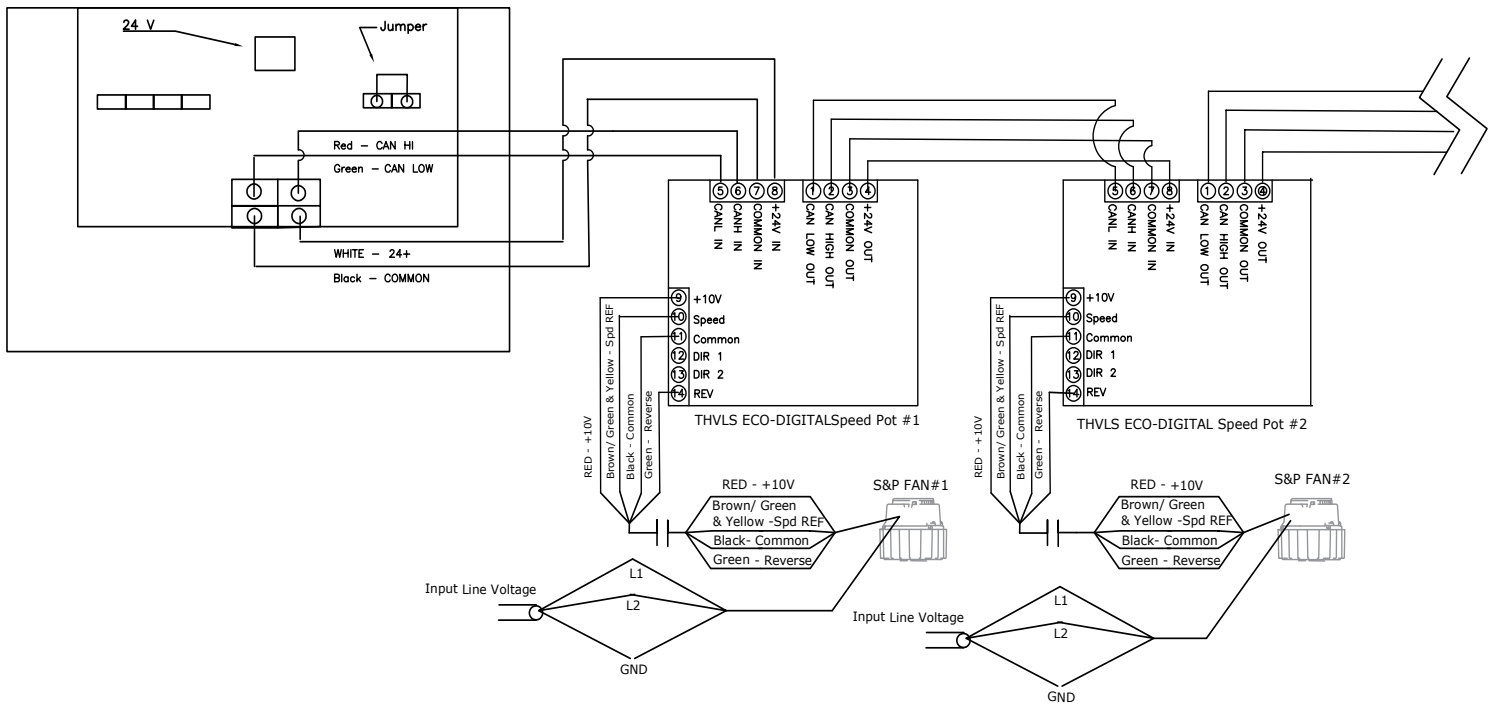 24 V
Jumper
Red – CAN HI
Green – CAN LOW
WHITE – 24+
Black – COMMON
5 6 7 8
1 2 3 4
CANL IN
CANH IN
COMMON IN
+24V IN
CAN LOW OUT
CAN HIGH OUT
COMMON OUT
+24V OUT
9 +10V
10 Speed
11 Common
12 DIR 1
13 DIR 2
14 REV
THVLS ECO-DIGITALSpeed Pot #1
RED - +10V
Brown/ Green & Yellow - Spd REF
Black - Common
Green - Reverse
RED - +10V
Brown/ Green
& Yellow -Spd REF
Black- Common
Green - Reverse
S&P FAN#1
Input Line Voltage
L1
L2
GND
5 6 7 8
1 2 3 4
CANL IN
CANH IN
COMMON IN
+24V IN
CAN LOW OUT
CAN HIGH OUT
COMMON OUT
+24V OUT
9 +10V
10 Speed
11 Common
12 DIR 1
13 DIR 2
14 REV
THVLS ECO-DIGITAL Speed Pot #2
RED - +10V
Brown/ Green & Yellow - Spd REF
Black - Common
Green - Reverse
RED - +10V
Brown/ Green
& Yellow -Spd REF
Black- Common
Green - Reverse
S&P FAN#2
Input Line Voltage
L1
L2
GND